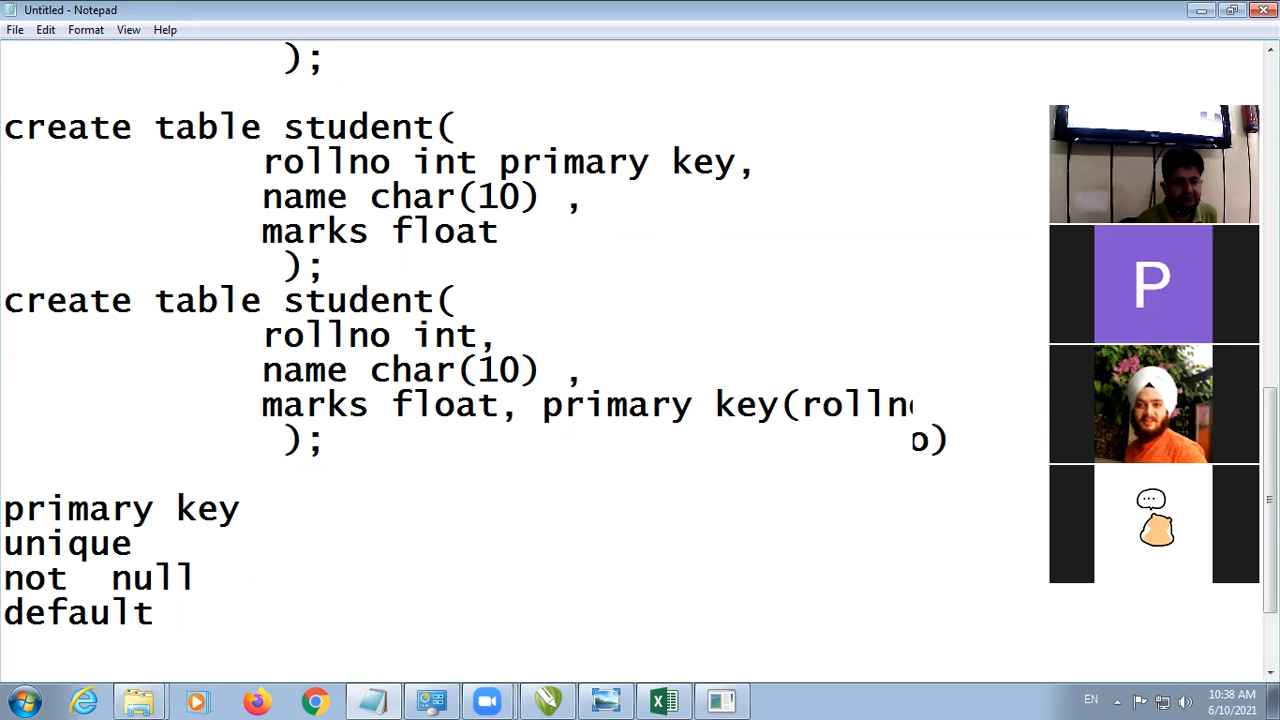 Untitled - Notepad
File Edit Format View Help
);
create table student(
rollno int primary key,
name char(10) ,
marks float
);
create table student(
rollno int,
name char(10) ,
marks float, primary key(rollno
); o)
primary key
unique
not null
default
P
...
EN
10:38 AM
6/10/2021